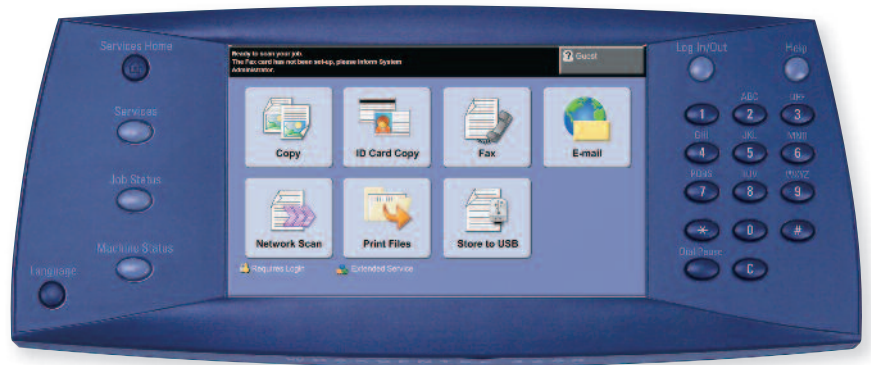 Services Home
Services
Job Status
Machine Status
Language
Ready to scan your job.
The Fax card has not been set-up, please inform System
Administrator.
? Guest
Copy
ID Card Copy
Fax
E-mail
Network Scan
Print Files
Store to USB
Requires Login
Extended Service
Log In/Out
Help
ABC
DEF
1
2
3
GHI
JKL
MNO
4
5
6
PQRS
TUV
WXYZ
7
8
9
*
0
#
Dial Pause
C